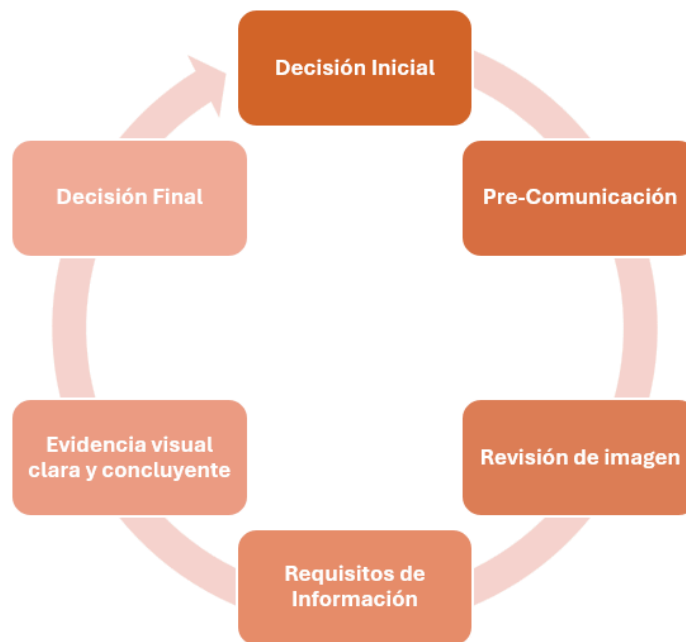 Decisión Inicial
Pre-Comunicación
Revisión de imagen
Requisitos de
Información
Evidencia visual
clara y concluyente
Decisión Final